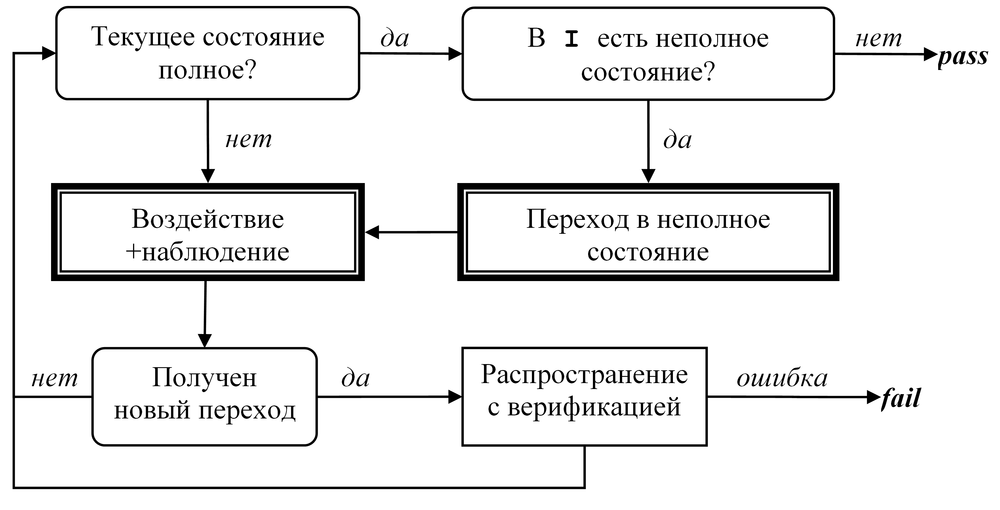 Текущее состояние
полное?
да
В I есть неполное
состояние?
нет
pass
нет
да
Воздействие
+наблюдение
Переход в неполное
состояние
нет
Получен
новый переход
да
Распространение
с верификацией
ошибка
fail